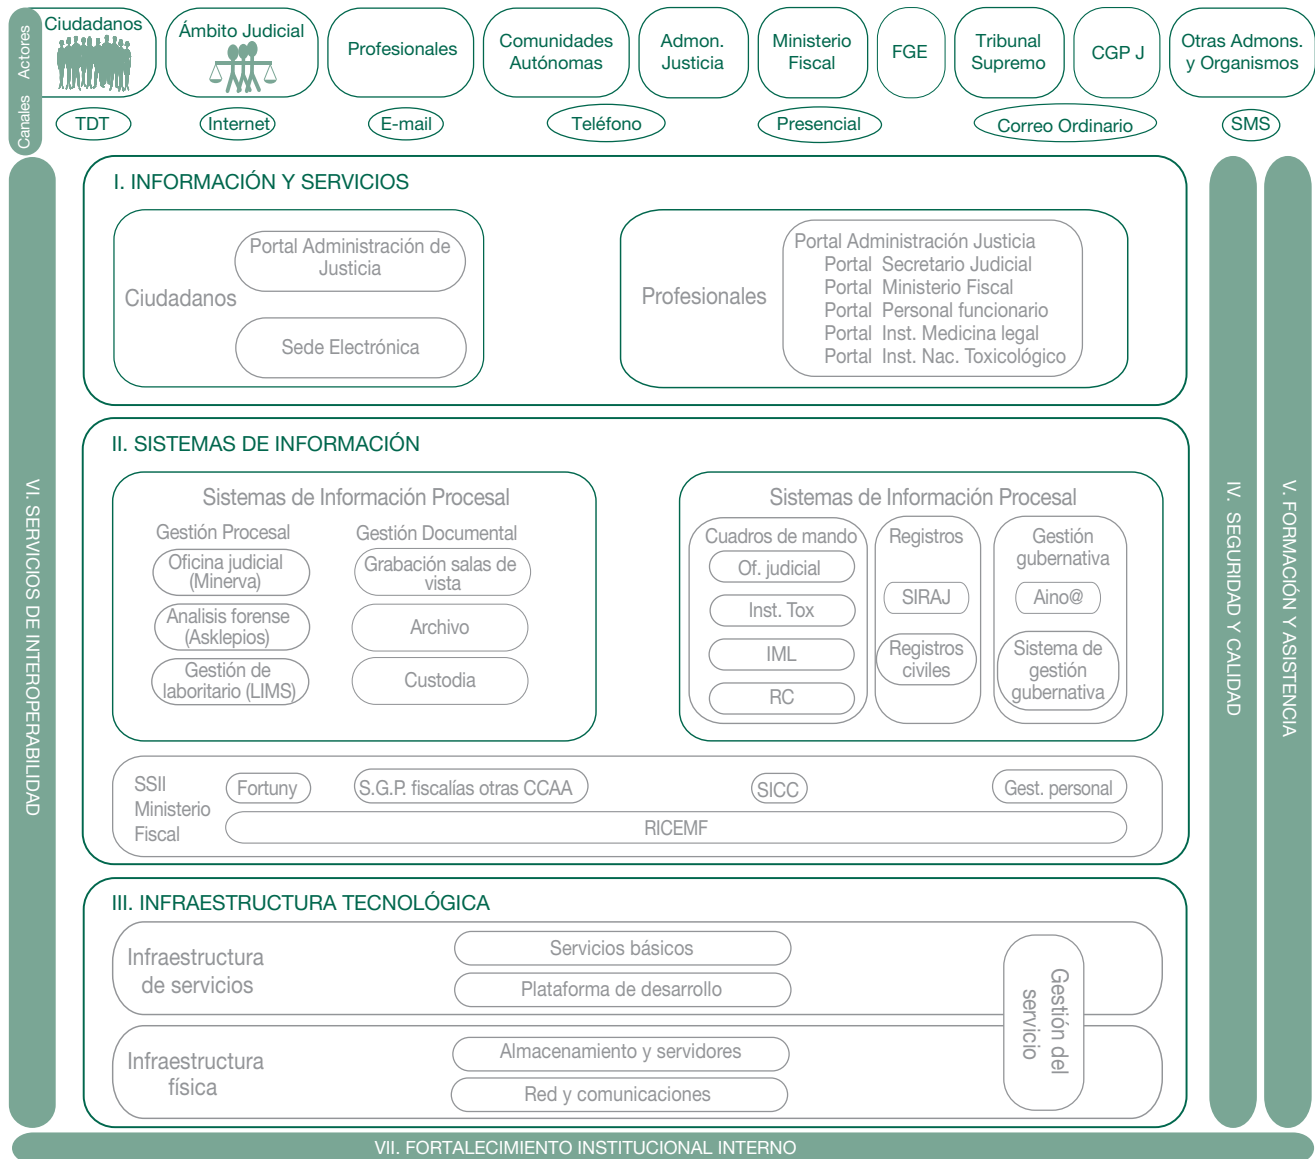 Actores
Ciudadanos
Ámbito Judicial
Profesionales
Comunidades
Autónomas
Admon.
Justicia
Ministerio
Fiscal
FGE
Tribunal
Supremo
CGP J
Otras Admons.
y Organismos
Canales
TDT
Internet
E-mail
Teléfono
Presencial
Correo Ordinario
SMS
VI. SERVICIOS DE INTEROPERABILIDAD
I. INFORMACIÓN Y SERVICIOS
Ciudadanos
Portal Administración de
Justicia
Sede Electrónica
Profesionales
Portal Administración Justicia
Portal Secretario Judicial
Portal Ministerio Fiscal
Portal Personal funcionario
Portal Inst. Medicina legal
Portal Inst. Nac. Toxicológico
II. SISTEMAS DE INFORMACIÓN
Sistemas de Información Procesal
Gestión Procesal
Oficina judicial
(Minerva)
Analisis forense
(Asklepios)
Gestión de
laboritario (LIMS)
Gestión Documental
Grabación salas de
vista
Archivo
Custodia
Sistemas de Información Procesal
Cuadros de mando
Of. judicial
Inst. Tox
IML
RC
Registros
SIRAJ
Registros
civiles
Gestión
gubernativa
Aino@
Sistema de
gestión
gubernativa
SSII
Ministerio
Fiscal
Fortuny
S.G.P. fiscalías otras CCAA
SICC
Gest. personal
RICEMF
III. INFRAESTRUCTURA TECNOLÓGICA
Infraestructura
de servicios
Servicios básicos
Plataforma de desarrollo
Infraestructura
física
Almacenamiento y servidores
Red y comunicaciones
Gestión del
servicio
IV. SEGURIDAD Y CALIDAD
V. FORMACIÓN Y ASISTENCIA
VII. FORTALECIMIENTO INSTITUCIONAL INTERNO